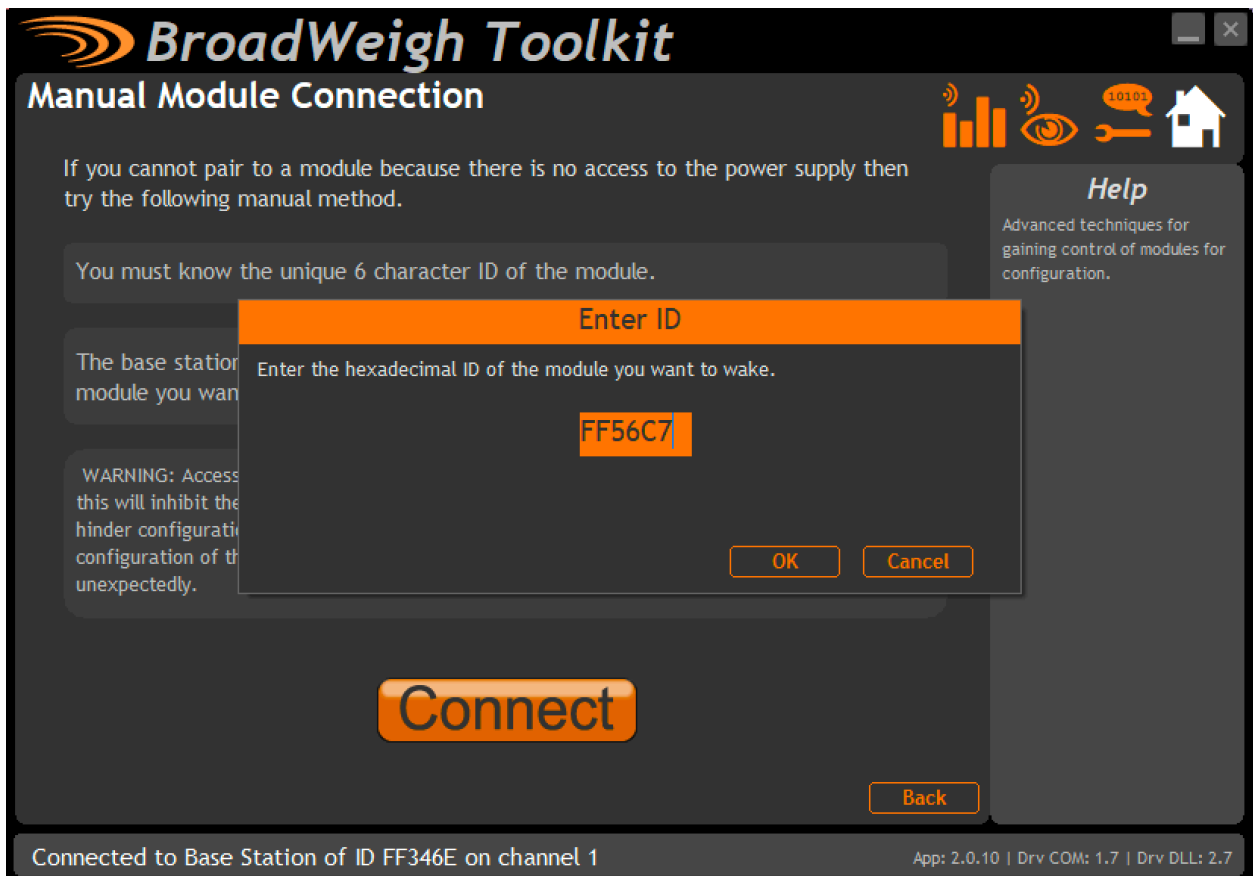 BroadWeigh Toolkit
Manual Module Connection
10101
If you cannot pair to a module because there is no access to the power supply then
try the following manual method.
You must know the unique 6 character ID of the module.
Help
Advanced techniques for
gaining control of modules for
configuration.
Enter ID
The base station
module you wan
Enter the hexadecimal ID of the module you want to wake.
FF56C7
WARNING: Access
this will inhibit the
hinder configurati
configuration of th
unexpectedly.
OK Cancel
Connect
Back
Connected to Base Station of ID FF346E on channel 1
App: 2.0.10 | Drv COM: 1.7 | Drv DLL: 2.7